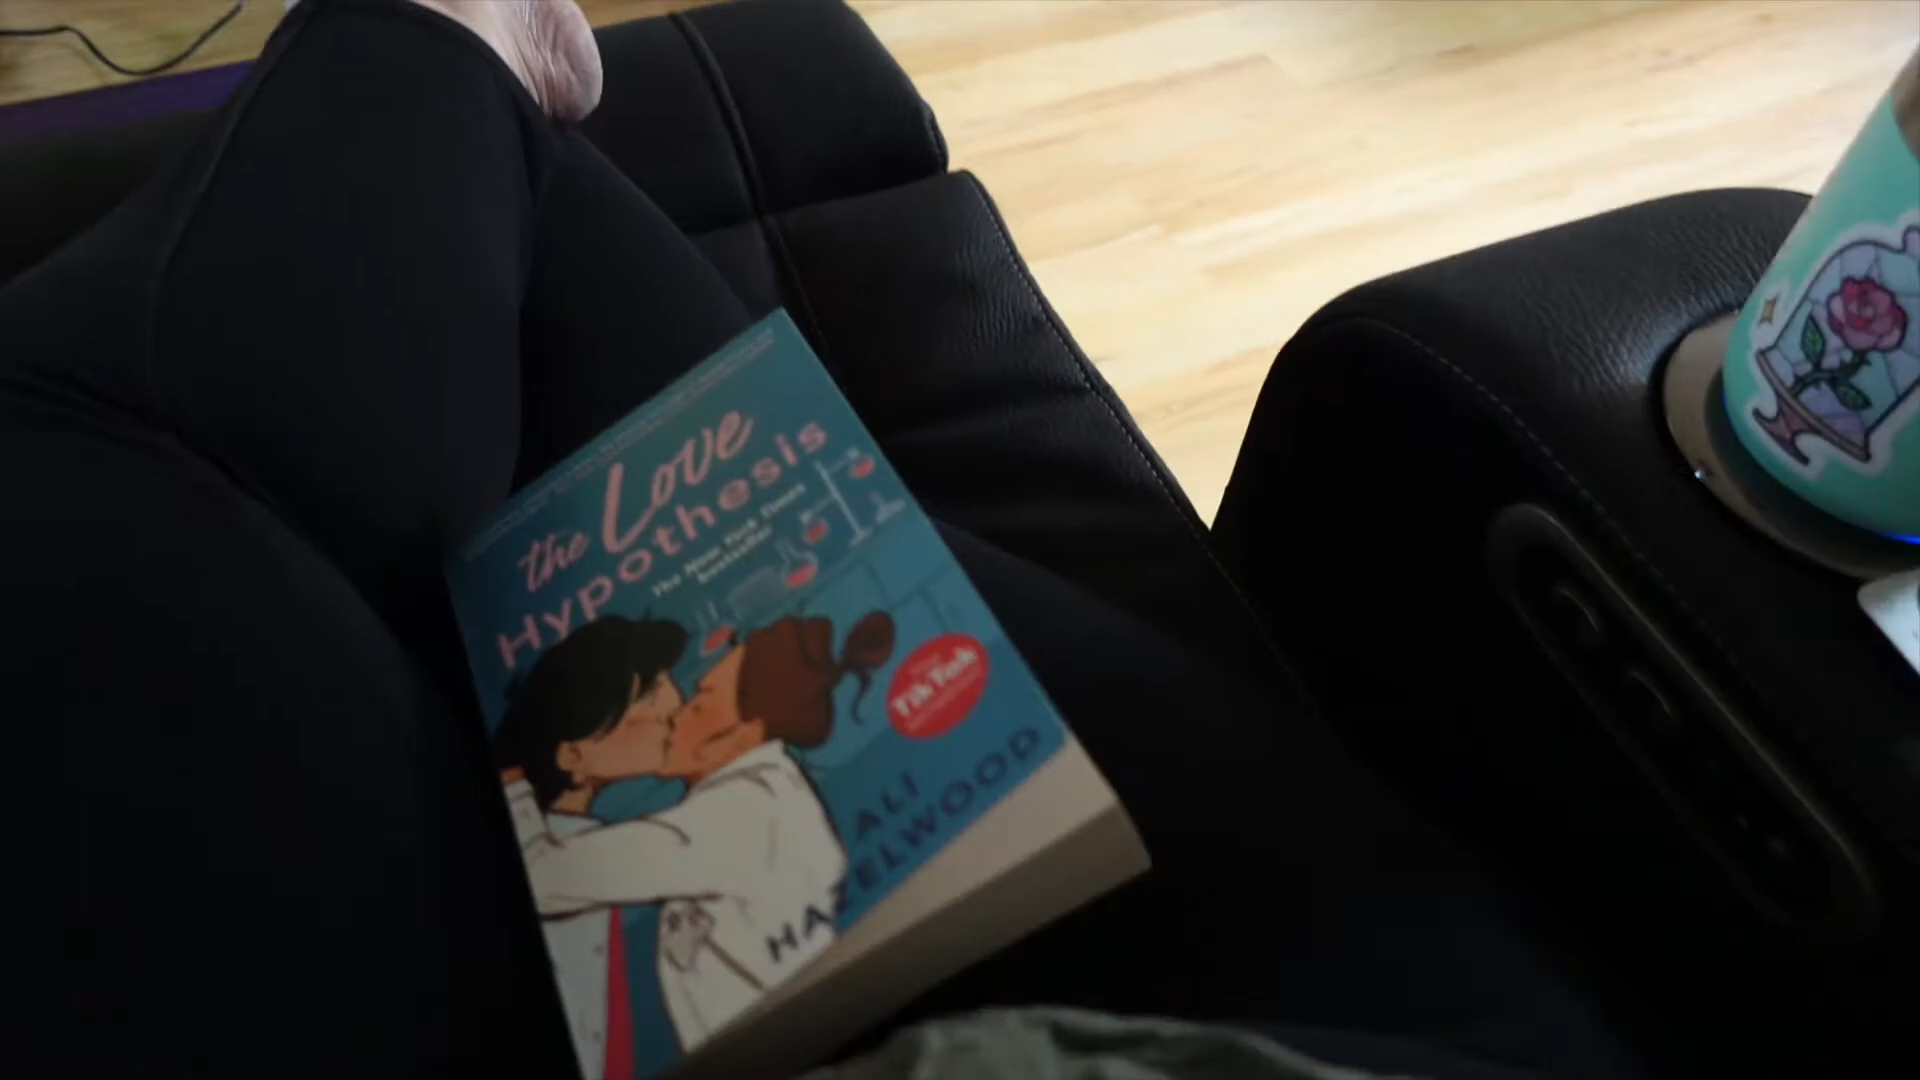 the Love
Hypothesis
The New York Times
bestseller
TikTok
ALI
HAZELWOOD